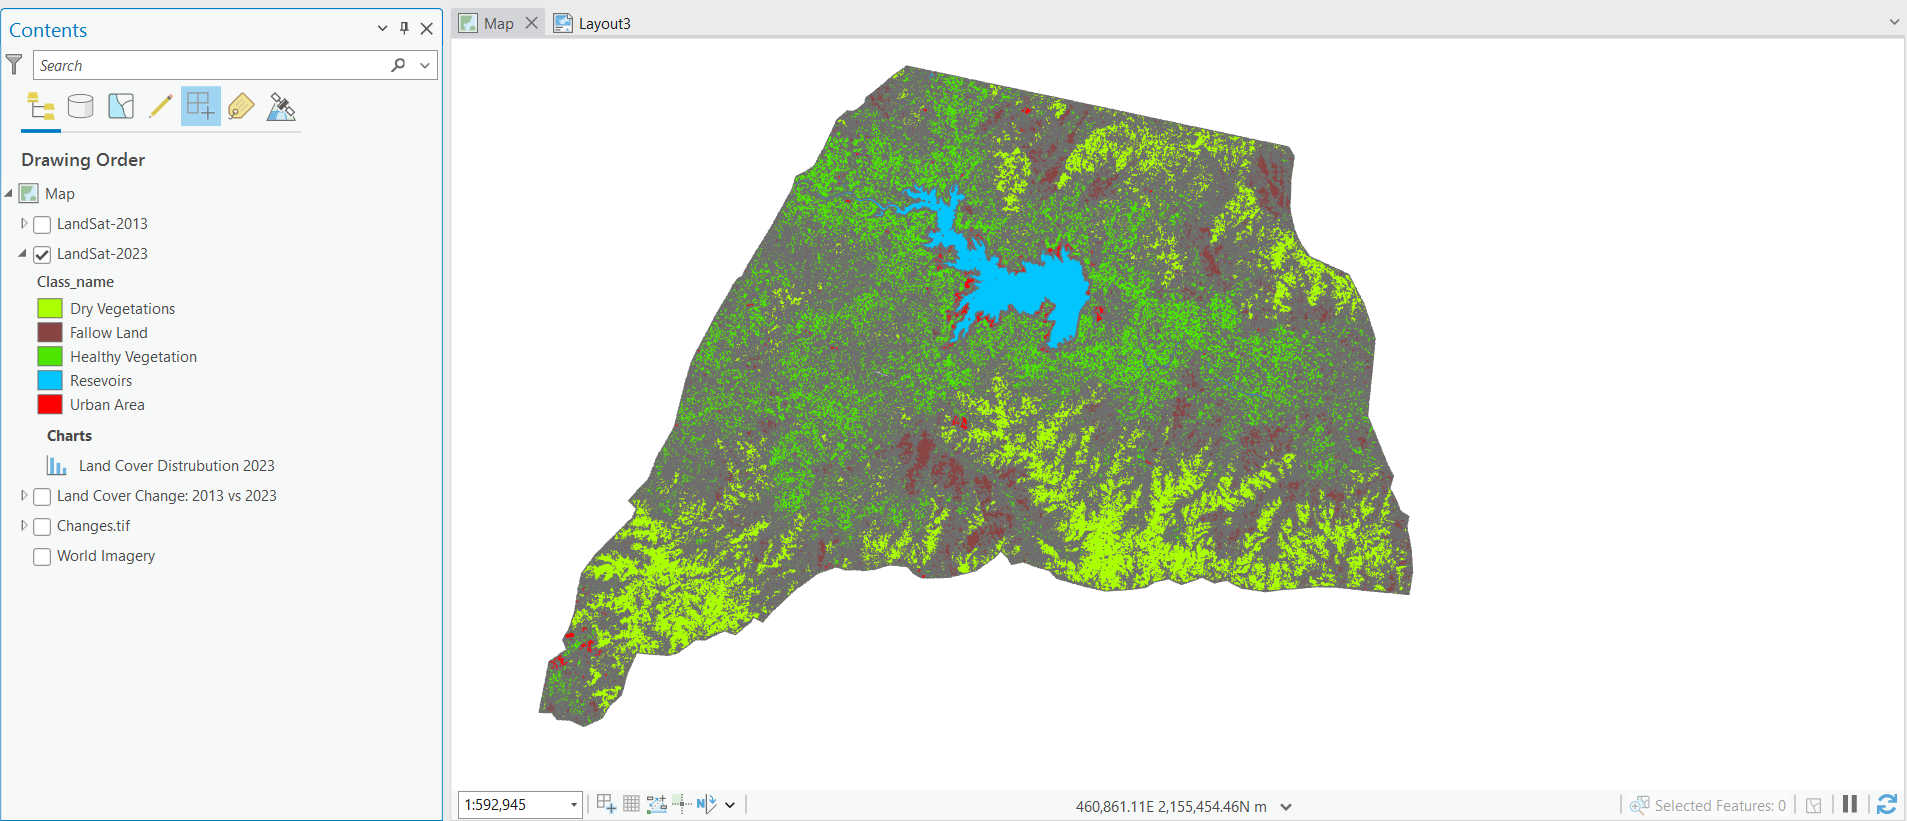 Contents
Search
Drawing Order
Map
LandSat-2013
LandSat-2023
Class_name
Dry Vegetations
Fallow Land
Healthy Vegetation
Resevoirs
Urban Area
Charts
Land Cover Distrubution 2023
Land Cover Change: 2013 vs 2023
Changes.tif
World Imagery
Map
Layout3
1:592,945
N
460,861.11E 2,155,454.46N m
Selected Features: 0